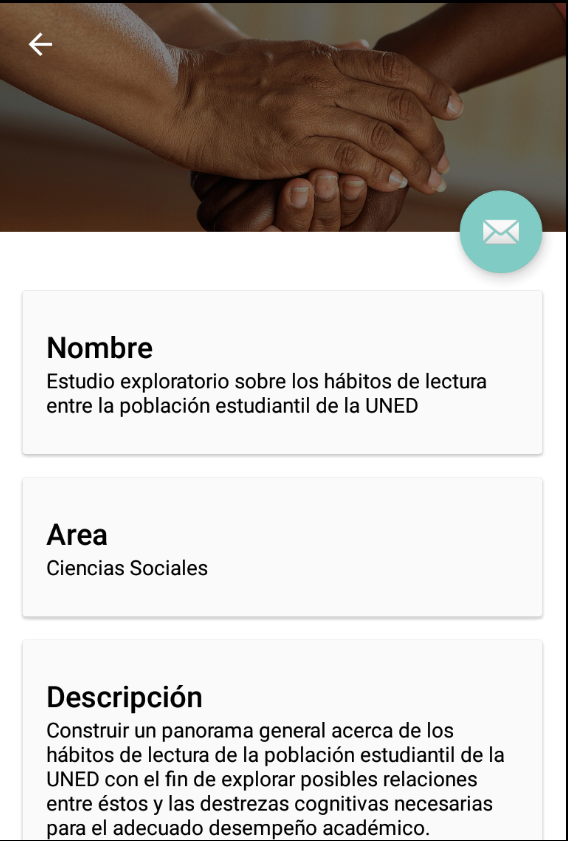 Nombre
Estudio exploratorio sobre los hábitos de lectura
entre la población estudiantil de la UNED
Area
Ciencias Sociales
Descripción
Construir un panorama general acerca de los
hábitos de lectura de la población estudiantil de la
UNED con el fin de explorar posibles relaciones
entre éstos y las destrezas cognitivas necesarias
para el adecuado desempeño académico.